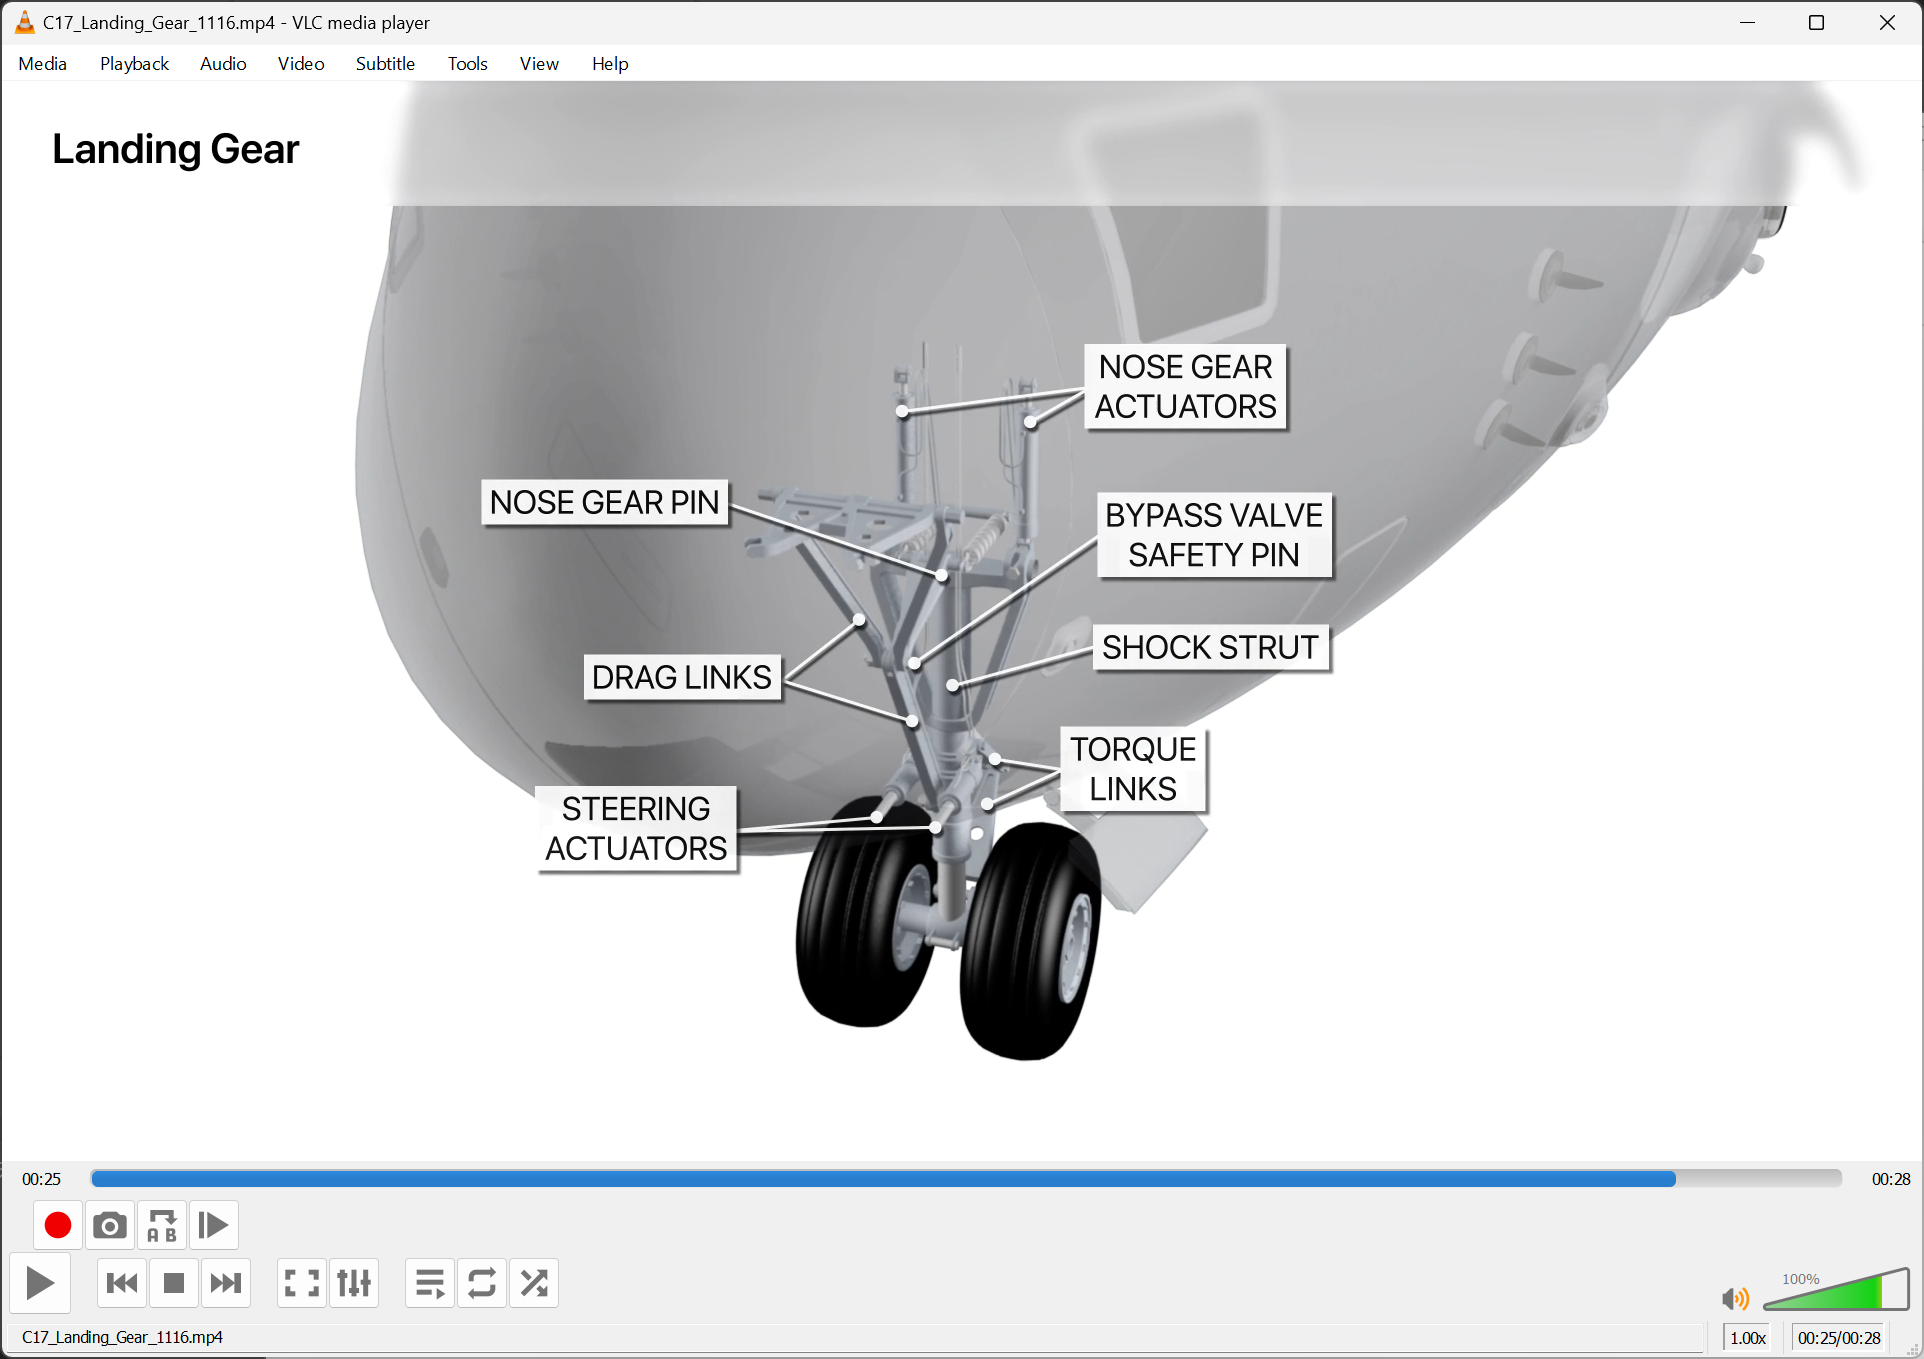 C17_Landing_Gear_1116.mp4 - VLC media player
Media Playback Audio Video Subtitle Tools View Help
Landing Gear
NOSE GEAR
ACTUATORS
NOSE GEAR PIN
BYPASS VALVE
SAFETY PIN
SHOCK STRUT
DRAG LINKS
TORQUE
LINKS
STEERING
ACTUATORS
00:25
00:28
A B
100%
C17_Landing_Gear_1116.mp4
1.00x
00:25/00:28